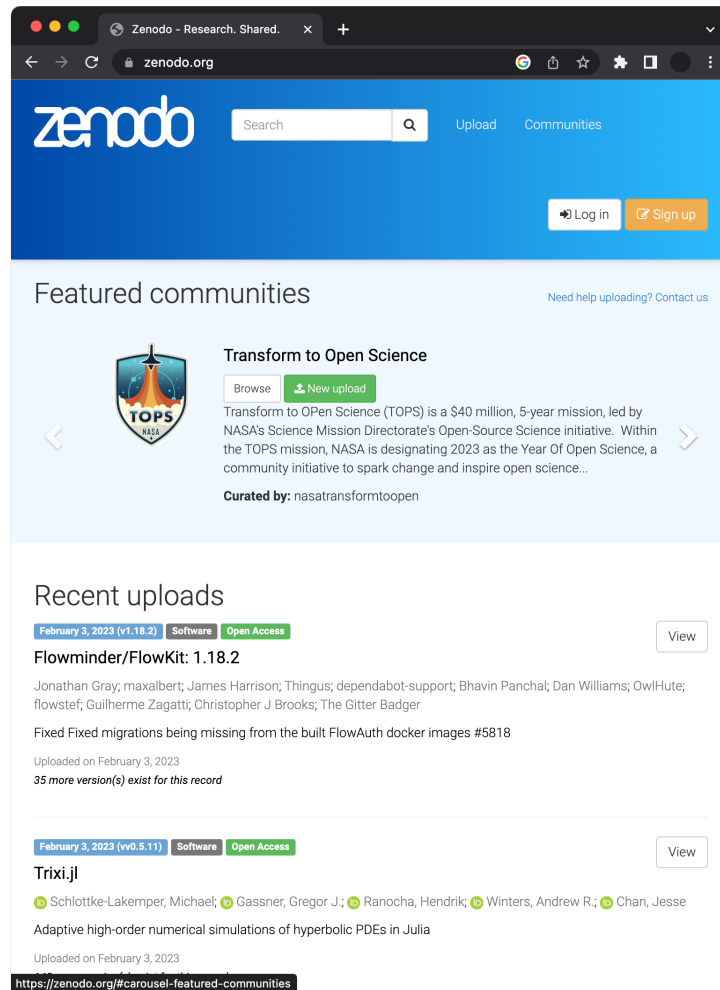 Zenodo - Research. Shared.
zenodo.org
zenodo
Search
Upload
Communities
Log in
Sign up
Featured communities
Need help uploading? Contact us
TOPS
NASA
Transform to Open Science
Browse
New upload
Transform to OPen Science (TOPS) is a $40 million, 5-year mission, led by
NASA's Science Mission Directorate's Open-Source Science initiative.  Within
the TOPS mission, NASA is designating 2023 as the Year Of Open Science, a
community initiative to spark change and inspire open science...
Curated by: nasatransformtoopen
Recent uploads
February 3, 2023 (v1.18.2) Software Open Access
View
Flowminder/FlowKit: 1.18.2
Jonathan Gray; maxalbert; James Harrison; Thingus; dependabot-support; Bhavin Panchal; Dan Williams; OwlHute;
flowstef; Guilherme Zagatti; Christopher J Brooks; The Gitter Badger
Fixed Fixed migrations being missing from the built FlowAuth docker images #5818
Uploaded on February 3, 2023
35 more version(s) exist for this record
February 3, 2023 (vv0.5.11) Software Open Access
View
Trixi.jl
iD Schlottke-Lakemper, Michael; iD Gassner, Gregor J.; iD Ranocha, Hendrik; iD Winters, Andrew R.; iD Chan, Jesse
Adaptive high-order numerical simulations of hyperbolic PDEs in Julia
Uploaded on February 3, 2023
https://zenodo.org/#carousel-featured-communities